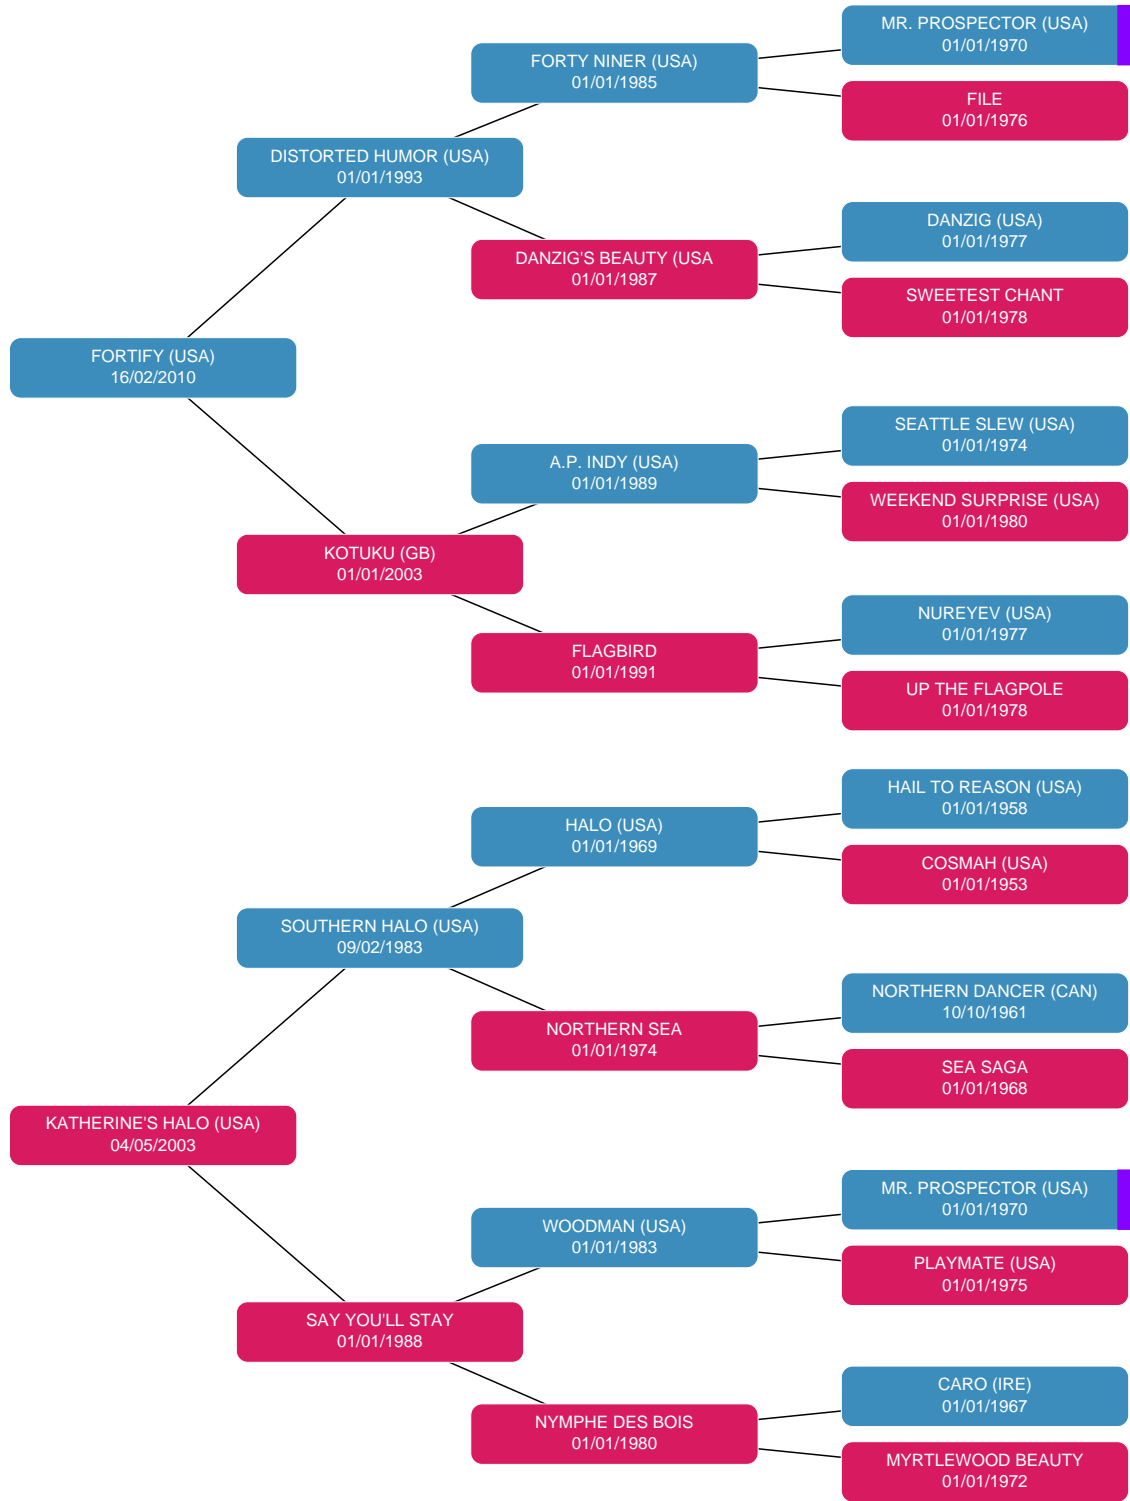 MR. PROSPECTOR (USA)
01/01/1970
FORTY NINER (USA)
01/01/1985
FILE
01/01/1976
DISTORTED HUMOR (USA)
01/01/1993
DANZIG (USA)
01/01/1977
DANZIG'S BEAUTY (USA
01/01/1987
SWEETEST CHANT
01/01/1978
FORTIFY (USA)
16/02/2010
SEATTLE SLEW (USA)
01/01/1974
A.P. INDY (USA)
01/01/1989
WEEKEND SURPRISE (USA)
01/01/1980
KOTUKU (GB)
01/01/2003
NUREYEV (USA)
01/01/1977
FLAGBIRD
01/01/1991
UP THE FLAGPOLE
01/01/1978
HAIL TO REASON (USA)
01/01/1958
HALO (USA)
01/01/1969
COSMAH (USA)
01/01/1953
SOUTHERN HALO (USA)
09/02/1983
NORTHERN DANCER (CAN)
10/10/1961
NORTHERN SEA
01/01/1974
SEA SAGA
01/01/1968
KATHERINE'S HALO (USA)
04/05/2003
MR. PROSPECTOR (USA)
01/01/1970
WOODMAN (USA)
01/01/1983
PLAYMATE (USA)
01/01/1975
SAY YOU'LL STAY
01/01/1988
CARO (IRE)
01/01/1967
NYMPHE DES BOIS
01/01/1980
MYRTLEWOOD BEAUTY
01/01/1972